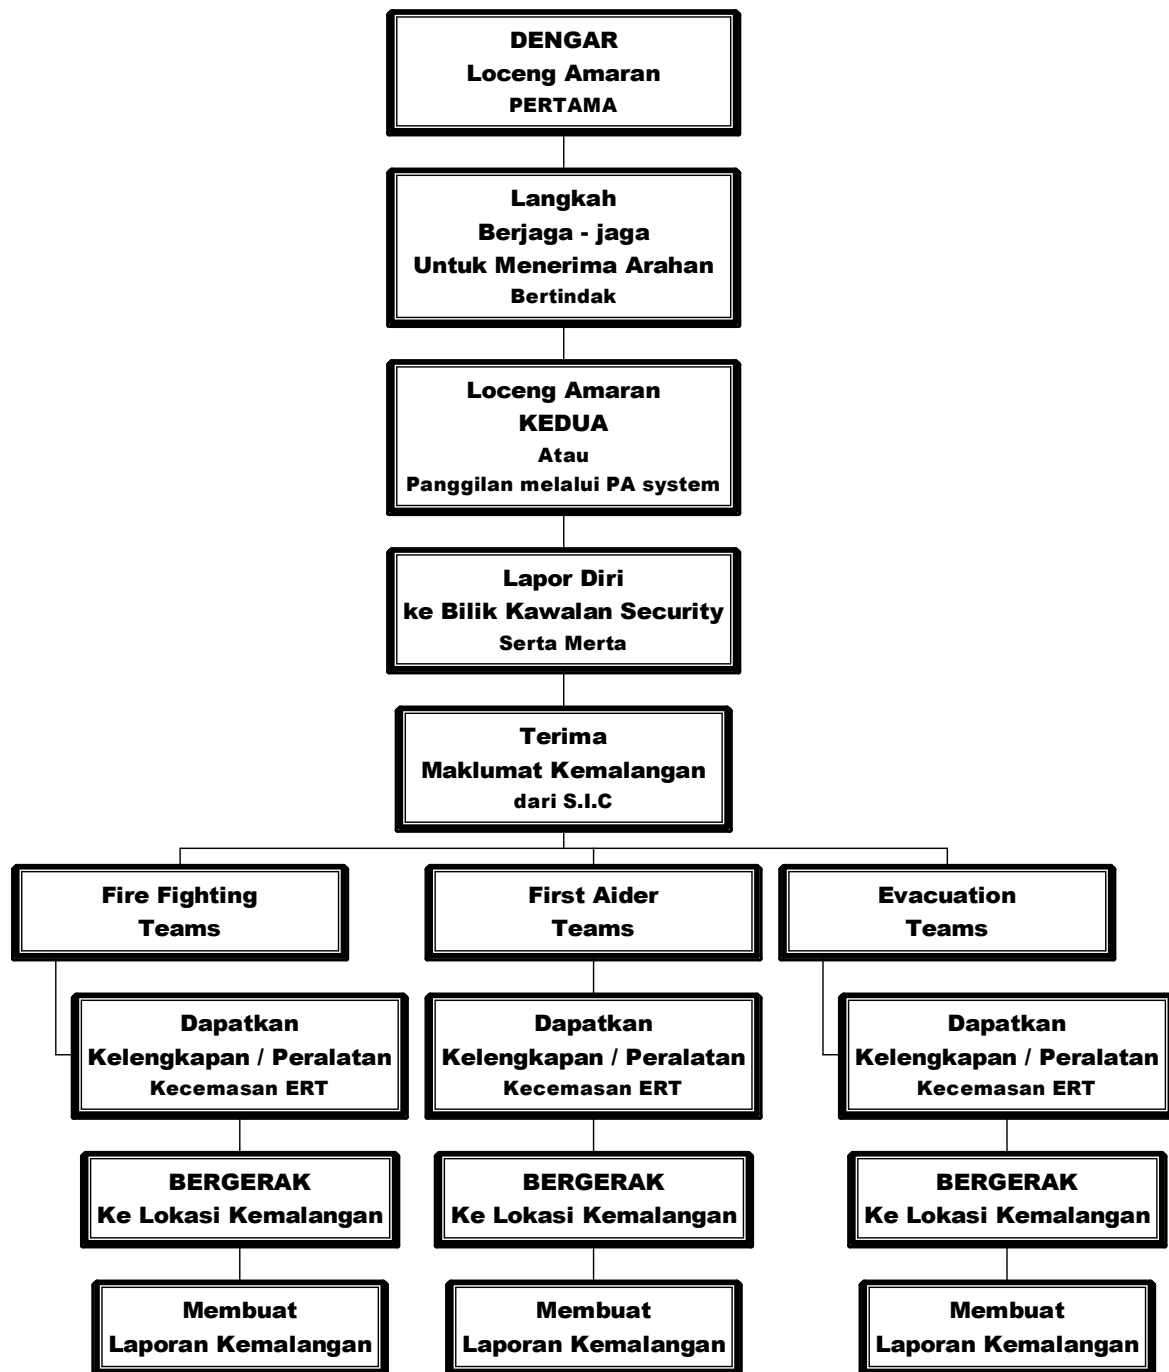 DENGAR
Loceng Amaran
PERTAMA
Langkah
Berjaga - jaga
Untuk Menerima Arahan
Bertindak
Loceng Amaran
KEDUA
Atau
Panggilan melalui PA system
Lapor Diri
ke Bilik Kawalan Security
Serta Merta
Terima
Maklumat Kemalangan
dari S.I.C
Fire Fighting
Teams
First Aider
Teams
Evacuation
Teams
Dapatkan
Kelengkapan / Peralatan
Kecemasan ERT
Dapatkan
Kelengkapan / Peralatan
Kecemasan ERT
Dapatkan
Kelengkapan / Peralatan
Kecemasan ERT
BERGERAK
Ke Lokasi Kemalangan
BERGERAK
Ke Lokasi Kemalangan
BERGERAK
Ke Lokasi Kemalangan
Membuat
Laporan Kemalangan
Membuat
Laporan Kemalangan
Membuat
Laporan Kemalangan